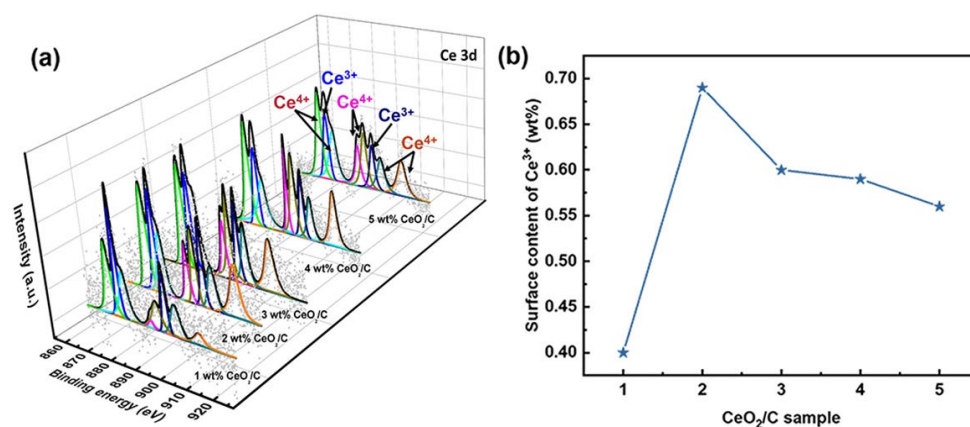 (a)
Ce 3d
Ce³⁺
Ce⁴⁺
Ce⁴⁺
Ce³⁺
Ce⁴⁺
5 wt% CeO₂/C
4 wt% CeO₂/C
3 wt% CeO₂/C
2 wt% CeO₂/C
1 wt% CeO₂/C
Intensity (a.u.)
860
870
880
890
900
910
920
Binding energy (eV)
(b)
Surface content of Ce³⁺ (wt%)
0.70
0.65
0.60
0.55
0.50
0.45
0.40
1 2 3 4 5
CeO₂/C sample